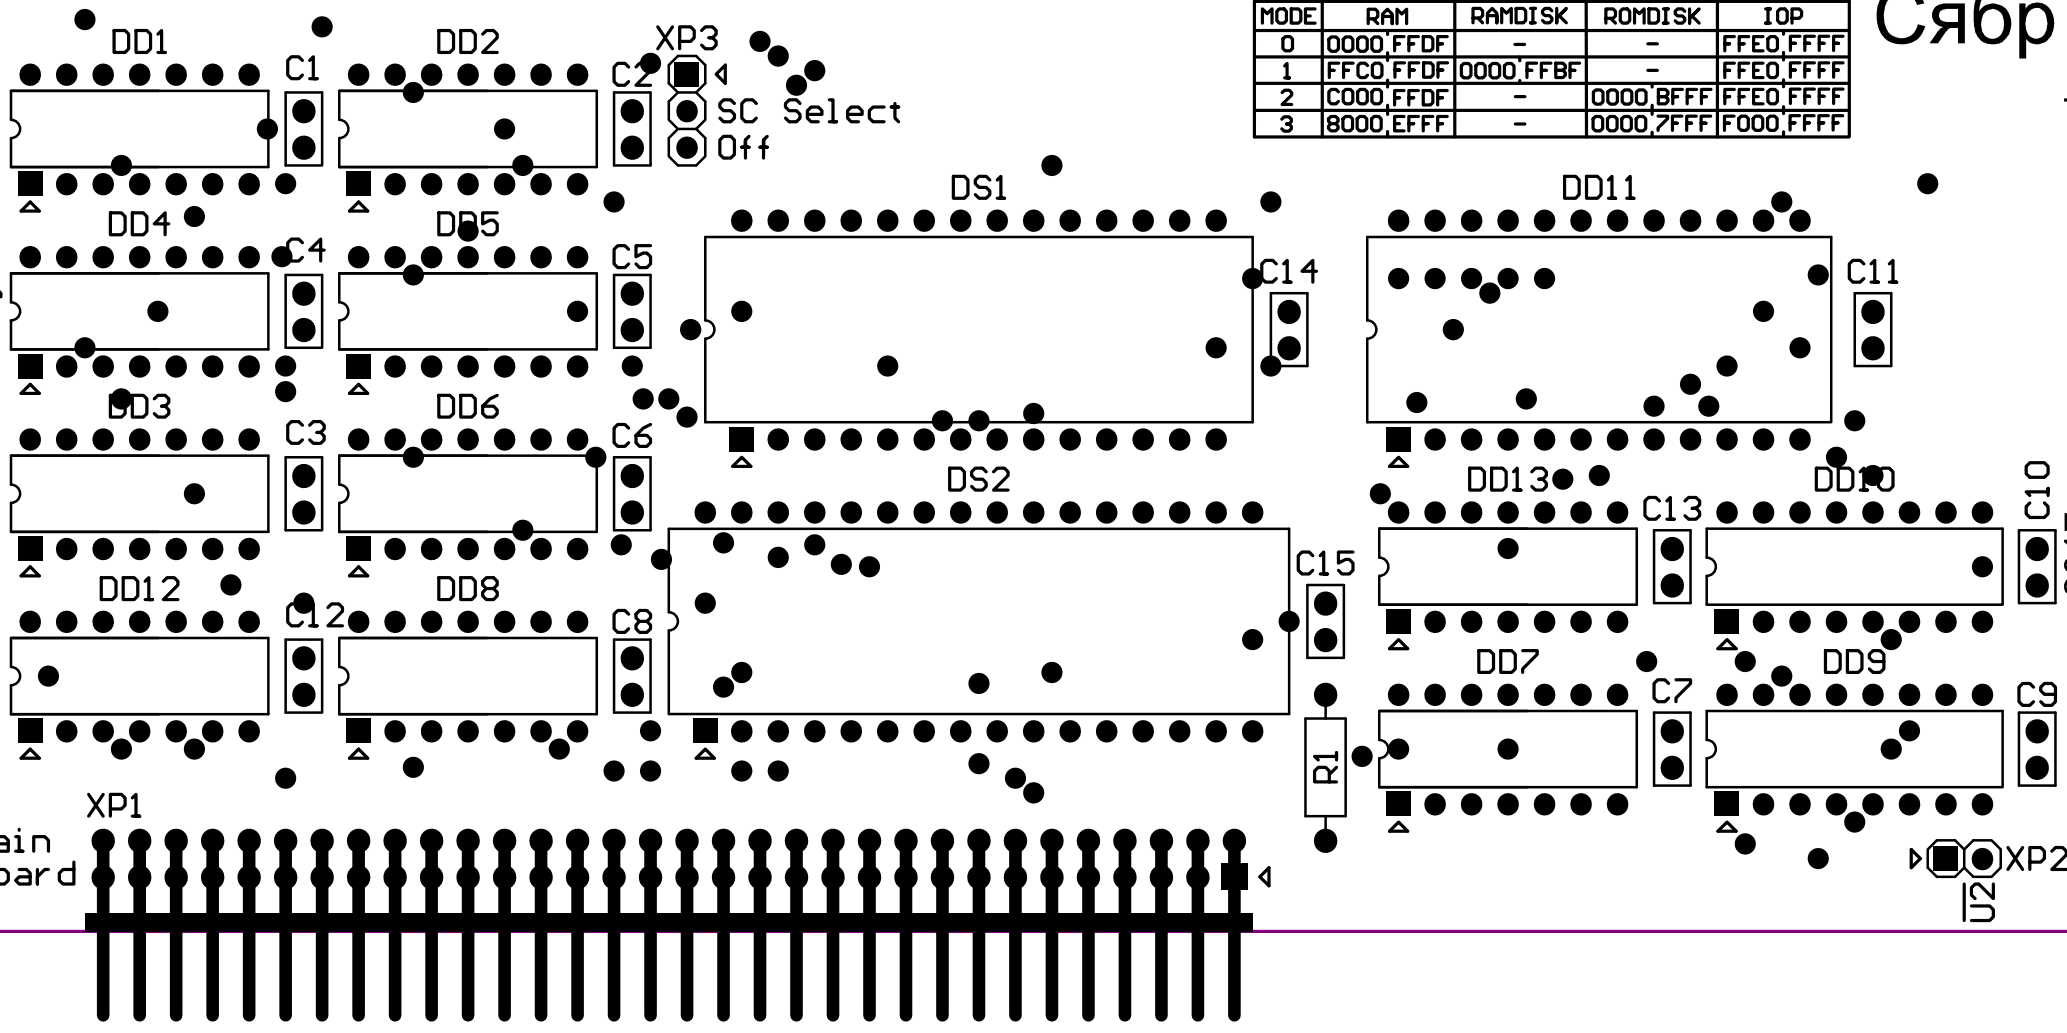 MODE RAM RAMDISK ROMDISK IOP
0 0000,FFDF - - FFE0,FFFF
1 FFC0,FFDF 0000,FFBF - FFE0,FFFF
2 C000,FFDF - 0000,BFFF FFE0,FFFF
3 8000,EFFF - 0000,7FFF F000,FFFF
Сябр
DD1 C1 DD2 C2 XP3
SC Select
Off
DS1 DD11
DD4 C4 DD5 C5 C14 C11
DD3 C3 DD6 C6
DS2 DD13 C13 DD10 C10
DD12 C12 DD8 C8 C15
DD7 C7 DD9 C9
R1
XP1
ain
oard
XP2
U2